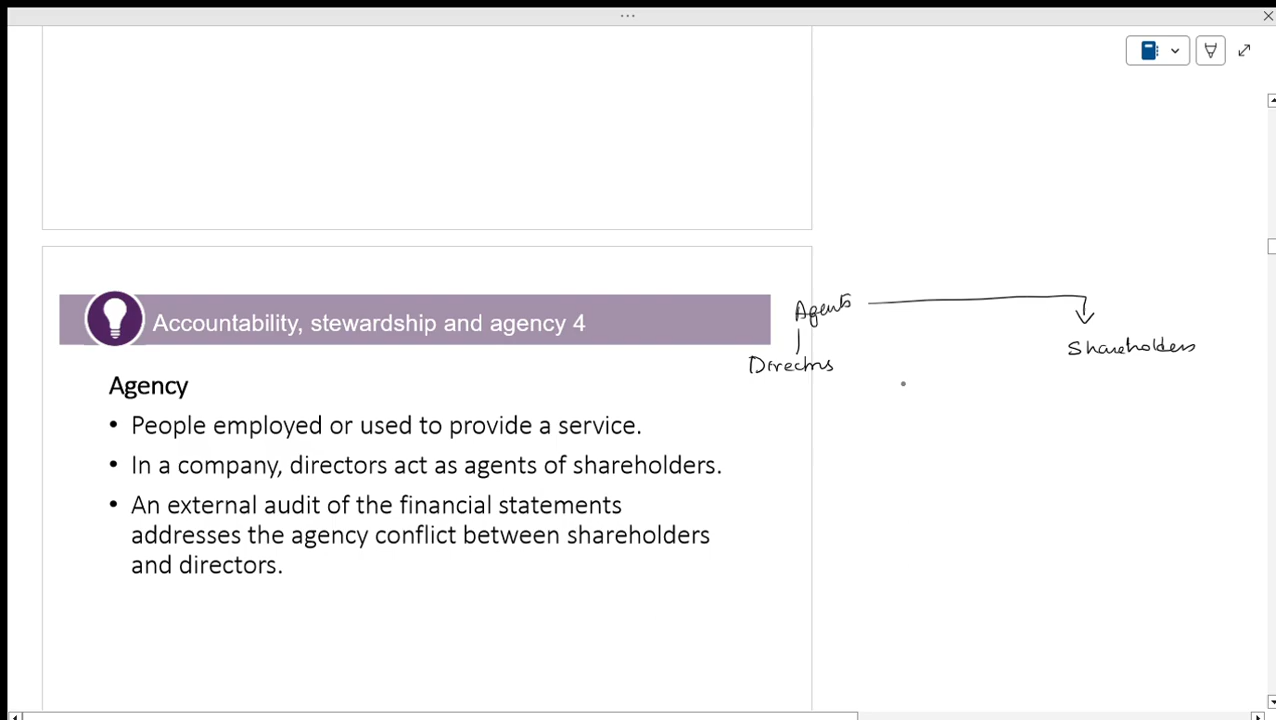 Accountability, stewardship and agency 4
Agents
Directors
Shareholders
Agency
• People employed or used to provide a service.
• In a company, directors act as agents of shareholders.
• An external audit of the financial statements
addresses the agency conflict between shareholders
and directors.